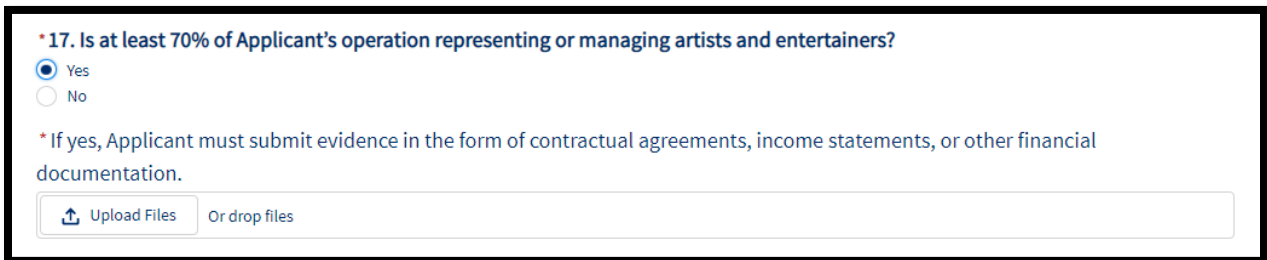 *17. Is at least 70% of Applicant’s operation representing or managing artists and entertainers?
Yes
No
*If yes, Applicant must submit evidence in the form of contractual agreements, income statements, or other financial
documentation.
Upload Files Or drop files